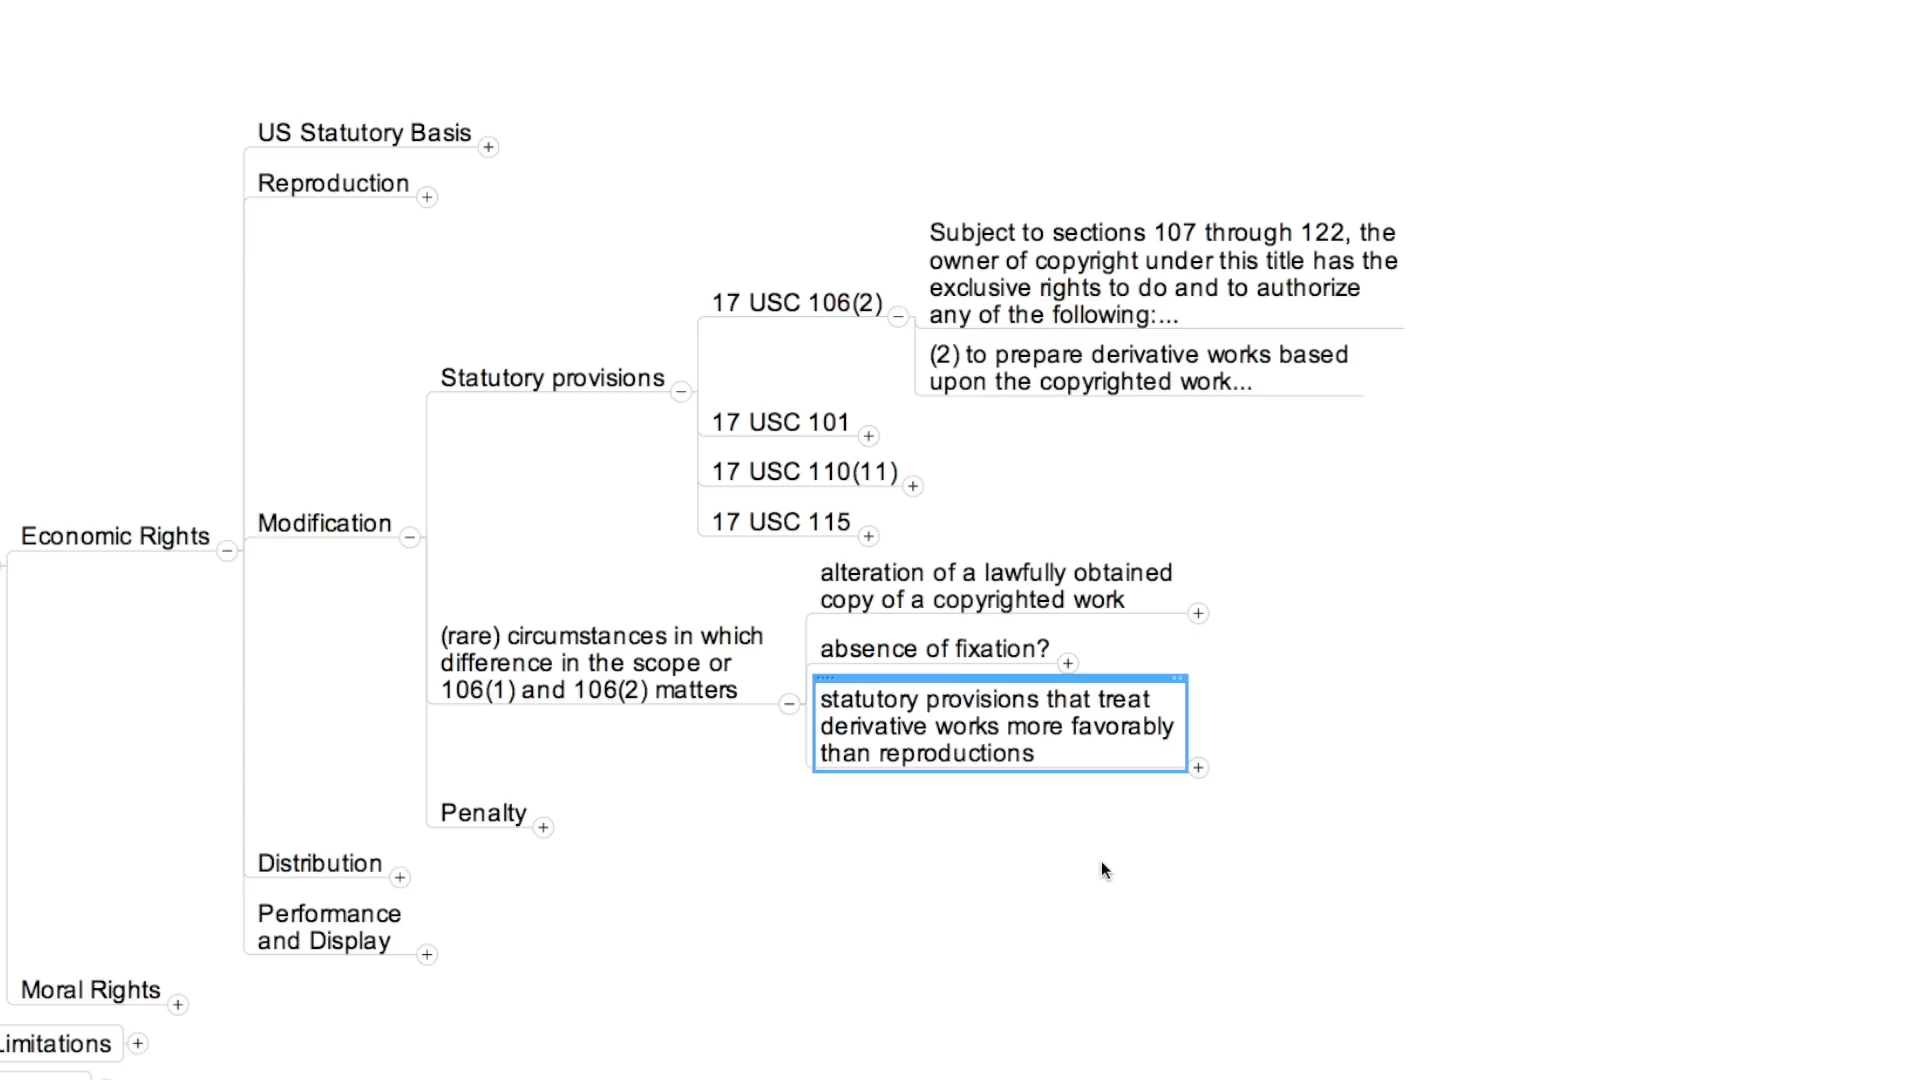 US Statutory Basis
Reproduction
Subject to sections 107 through 122, the
owner of copyright under this title has the
exclusive rights to do and to authorize
any of the following:...
17 USC 106(2)
(2) to prepare derivative works based
upon the copyrighted work...
Statutory provisions
17 USC 101
17 USC 110(11)
17 USC 115
Economic Rights
Modification
alteration of a lawfully obtained
copy of a copyrighted work
(rare) circumstances in which
difference in the scope or
106(1) and 106(2) matters
absence of fixation?
statutory provisions that treat
derivative works more favorably
than reproductions
Penalty
Distribution
Performance
and Display
Moral Rights
Limitations